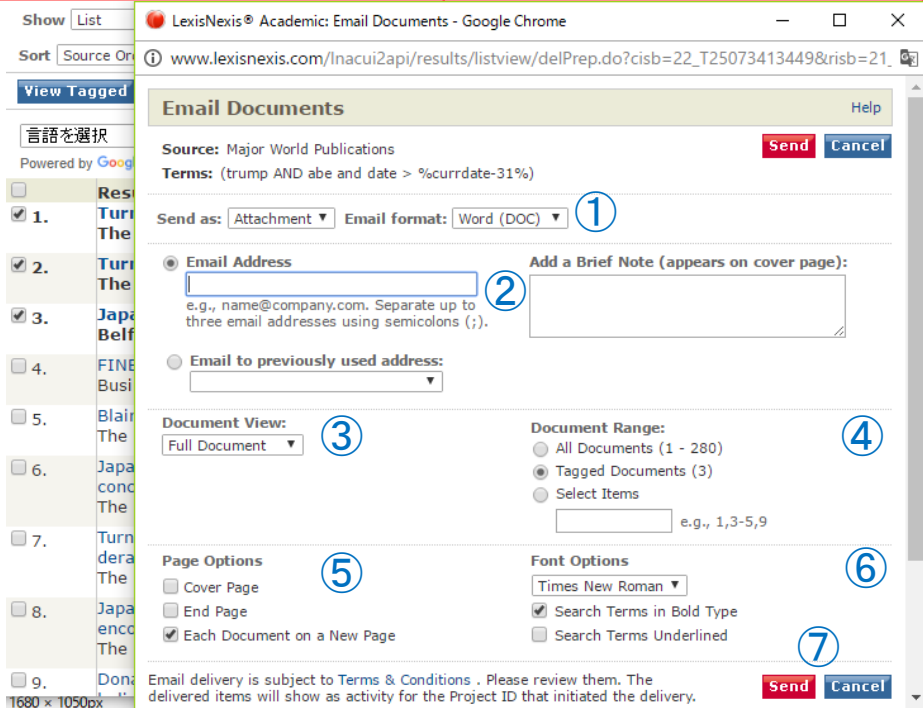 Show List
Sort Source Or
View Tagged
言語を選択
Powered by Goog
Res
1. Turn
The
2. Turn
The
3. Japa
Belf
4. FINE
Busi
5. Blair
The
6. Japa
conc
The
7. Turn
dera
The
8. Japa
enco
The
9. Dona
1680 × 1050px
LexisNexis® Academic: Email Documents - Google Chrome
www.lexisnexis.com/lnacui2api/results/listview/delPrep.do?cisb=22_T25073413449&risb=21_
Email Documents Help
Source: Major World Publications Send Cancel
Terms: (trump AND abe and date > %currdate-31%)
Send as: Attachment ▼ Email format: Word (DOC) ▼ ①
Email Address
②
e.g., name@company.com. Separate up to
three email addresses using semicolons (;).
Add a Brief Note (appears on cover page):
Email to previously used address:
Document View:
Full Document ▼ ③
Document Range: ④
All Documents (1 - 280)
Tagged Documents (3)
Select Items
e.g., 1,3-5,9
Page Options ⑤
Cover Page
End Page
Each Document on a New Page
Font Options ⑥
Times New Roman ▼
Search Terms in Bold Type
Search Terms Underlined
⑦
Email delivery is subject to Terms & Conditions . Please review them. The
delivered items will show as activity for the Project ID that initiated the delivery.
Send Cancel